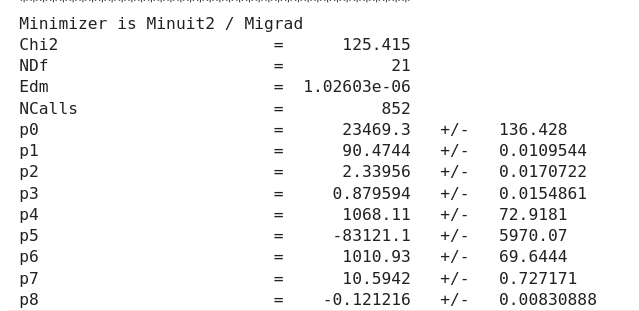 Minimizer is Minuit2 / Migrad
Chi2 = 125.415
NDf = 21
Edm = 1.02603e-06
NCalls = 852
p0 = 23469.3 +/- 136.428
p1 = 90.4744 +/- 0.0109544
p2 = 2.33956 +/- 0.0170722
p3 = 0.879594 +/- 0.0154861
p4 = 1068.11 +/- 72.9181
p5 = -83121.1 +/- 5970.07
p6 = 1010.93 +/- 69.6444
p7 = 10.5942 +/- 0.727171
p8 = -0.121216 +/- 0.00830888